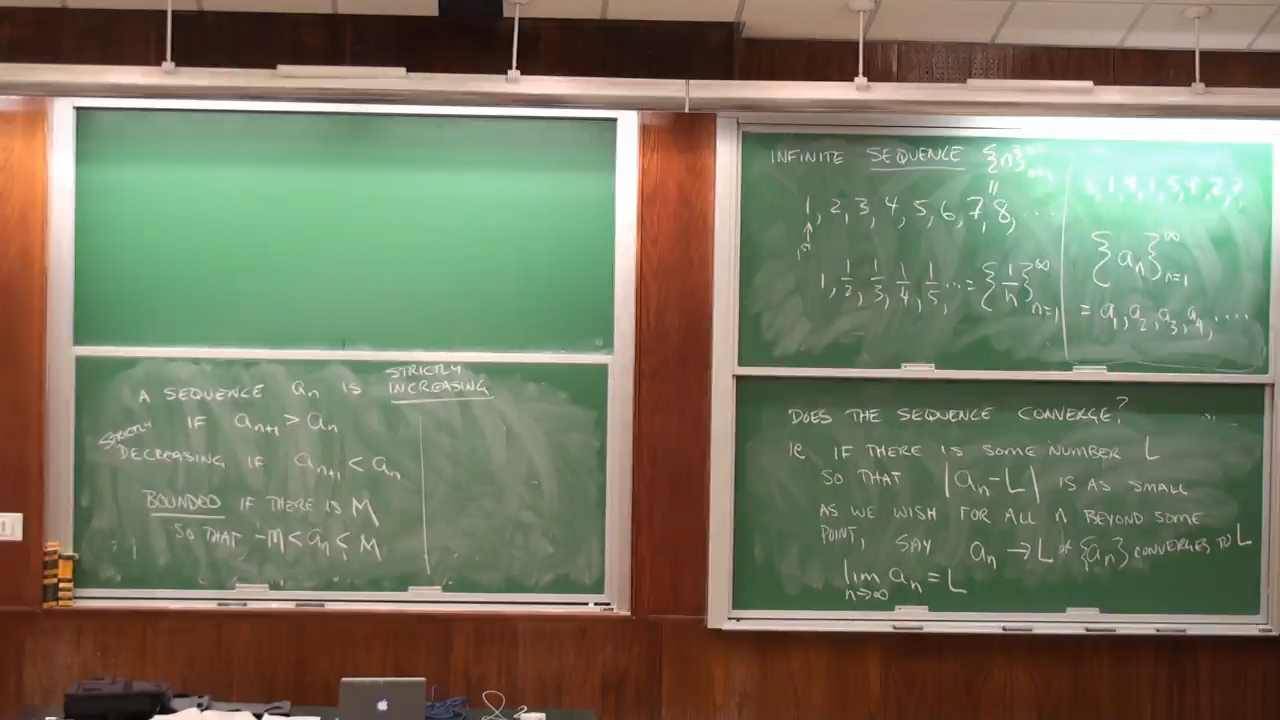 A SEQUENCE aₙ IS STRICTLY INCREASING
IF aₙ₊₁ > aₙ
STRICTLY DECREASING IF aₙ₊₁ < aₙ
BOUNDED IF THERE IS M
SO THAT -M < aₙ < M
INFINITE SEQUENCE {n}
=
1, 2, 3, 4, 5, 6, 7, 8, ...
1, 1/2, 1/3, 1/4, 1/5, ... = {1/n}ₙ₌₁^∞
{aₙ}ₙ₌₁^∞
= a₁, a₂, a₃, a₄, ....
DOES THE SEQUENCE CONVERGE?
IE IF THERE IS SOME NUMBER L
SO THAT |aₙ - L| IS AS SMALL
AS WE WISH FOR ALL n BEYOND SOME
POINT, SAY aₙ → L or {aₙ} CONVERGES TO L
lim n→∞ aₙ = L